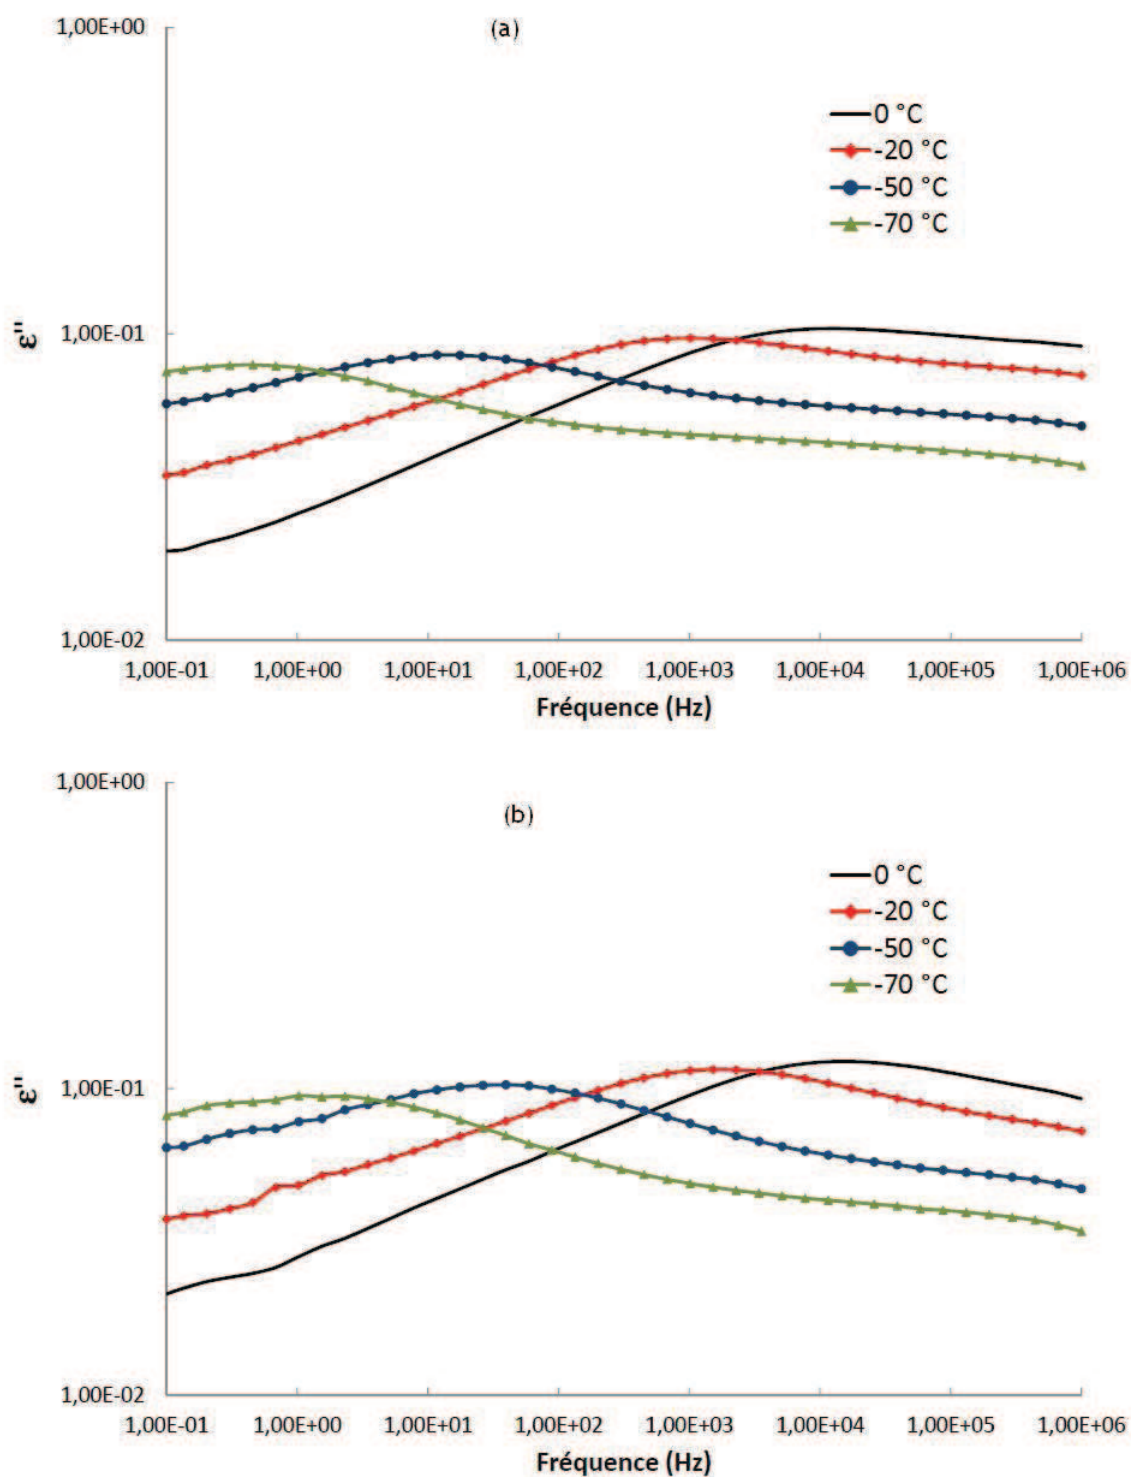 (a)
1,00E+00
0 °C
-20 °C
-50 °C
-70 °C
ε"
1,00E-01
1,00E-02
1,00E-01 1,00E+00 1,00E+01 1,00E+02 1,00E+03 1,00E+04 1,00E+05 1,00E+06
Fréquence (Hz)
1,00E+00
(b)
0 °C
-20 °C
-50 °C
-70 °C
ε"
1,00E-01
1,00E-02
1,00E-01 1,00E+00 1,00E+01 1,00E+02 1,00E+03 1,00E+04 1,00E+05 1,00E+06
Fréquence (Hz)